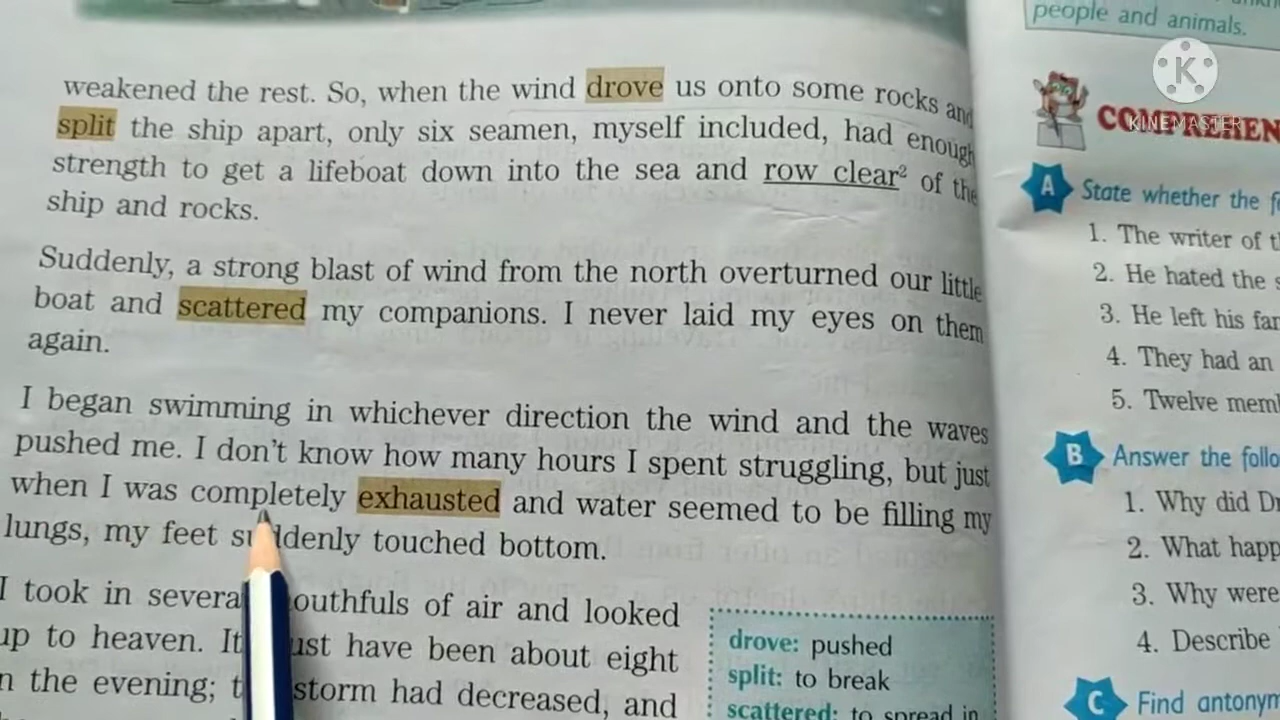 weakened the rest. So, when the wind drove us onto some rocks and
split the ship apart, only six seamen, myself included, had enough
strength to get a lifeboat down into the sea and row clear² of the
ship and rocks.
Suddenly, a strong blast of wind from the north overturned our little
boat and scattered my companions. I never laid my eyes on them
again.
I began swimming in whichever direction the wind and the waves
pushed me. I don't know how many hours I spent struggling, but just
when I was completely exhausted and water seemed to be filling my
lungs, my feet suddenly touched bottom.
I took in several mouthfuls of air and looked
up to heaven. It must have been about eight
the evening; storm had decreased, and
drove: pushed
split: to break
scattered: to spread in
people and animals.
K
KINEMASTER
A State whether the
1. The writer of
2. He hated the
3. He left his
4. They had an
5. Twelve
B Answer the
1. Why did
2. What
3. Why were
4. Describe
C Find